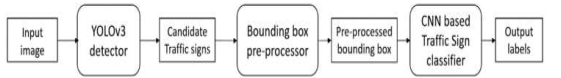 Input
image
YOLOv3
detector
Candidate
Traffic signs
Bounding box
pre-processor
Pre-processed
bounding box
CNN based
Traffic Sign
classifier
Output
labels